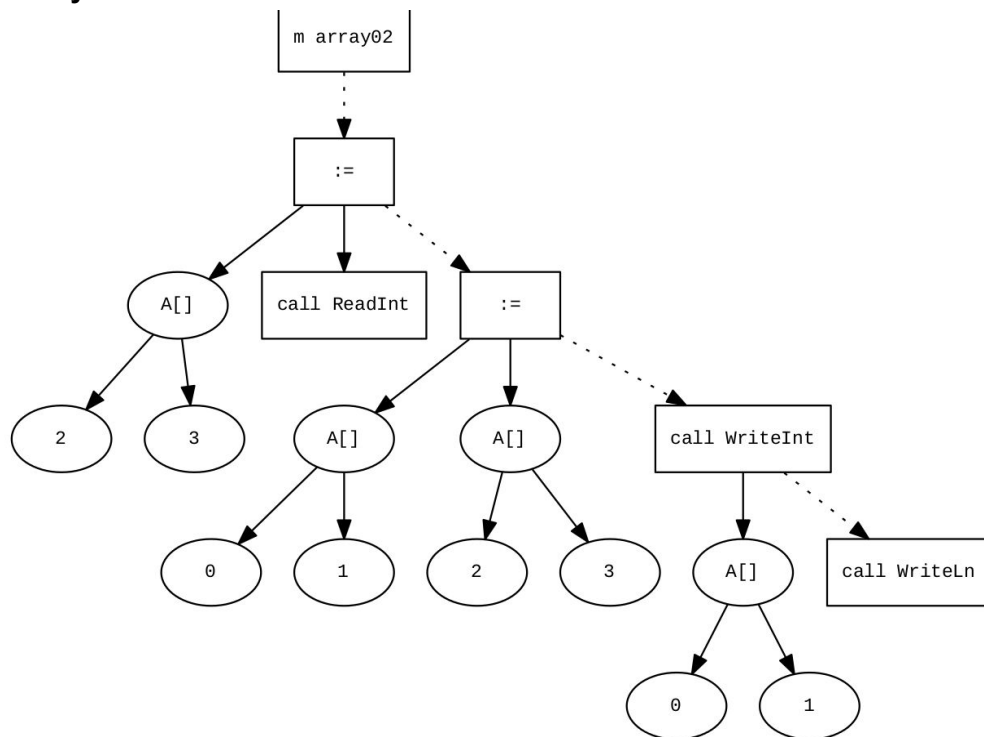 m array02
:=
A[]
call ReadInt
:=
2
3
A[]
A[]
call WriteInt
0
1
2
3
A[]
call WriteLn
0
1